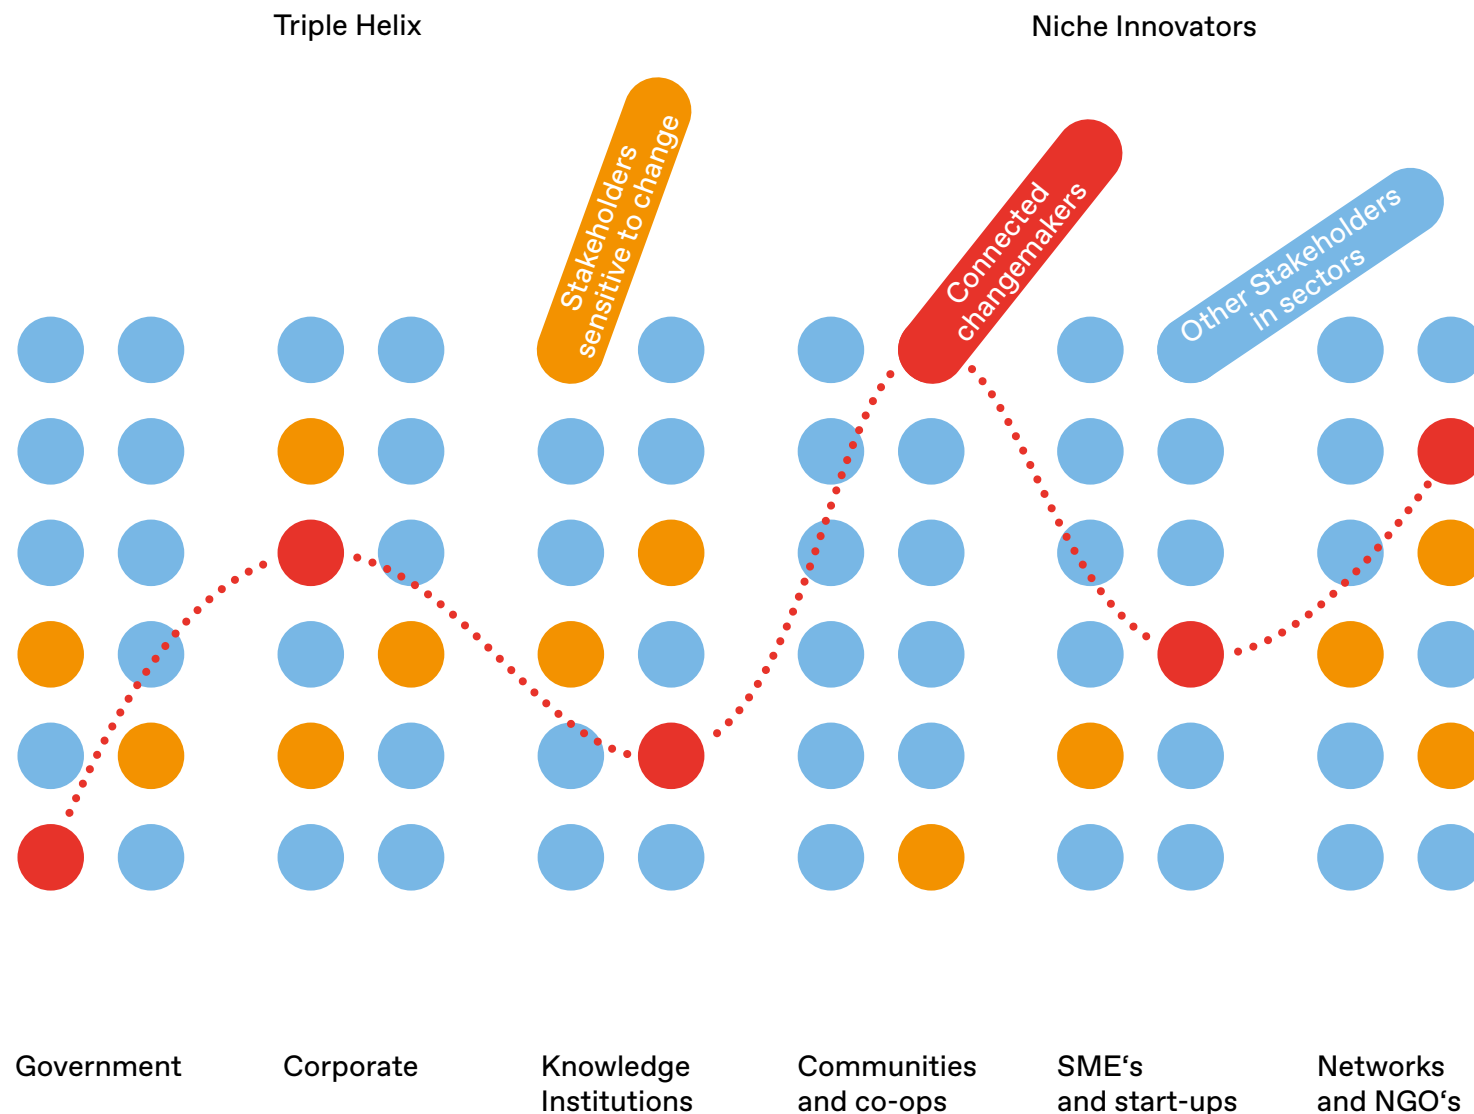 Triple Helix
Niche Innovators
Stakeholders
sensitive to change
Connected
changemakers
Other Stakeholders
in sectors
Government
Corporate
Knowledge
Institutions
Communities
and co-ops
SME‘s
and start-ups
Networks
and NGO‘s